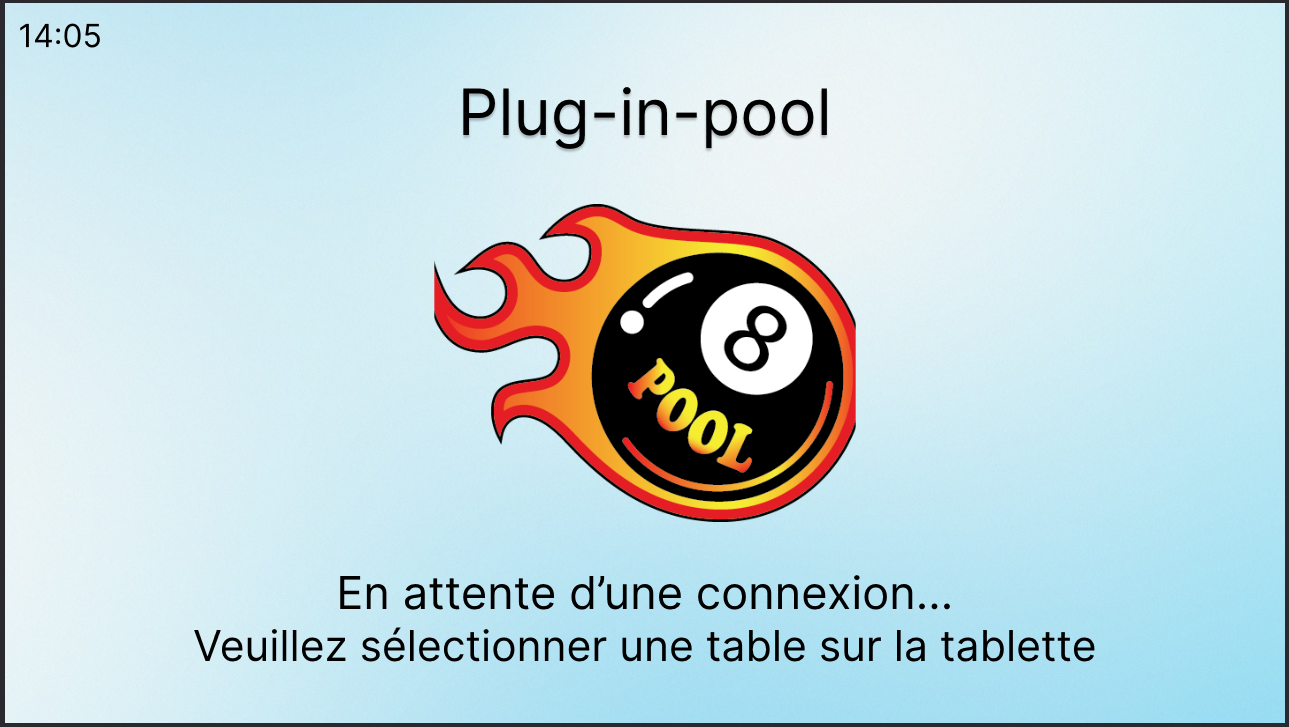 14:05
Plug-in-pool
8
POOL
En attente d’une connexion...
Veuillez sélectionner une table sur la tablette